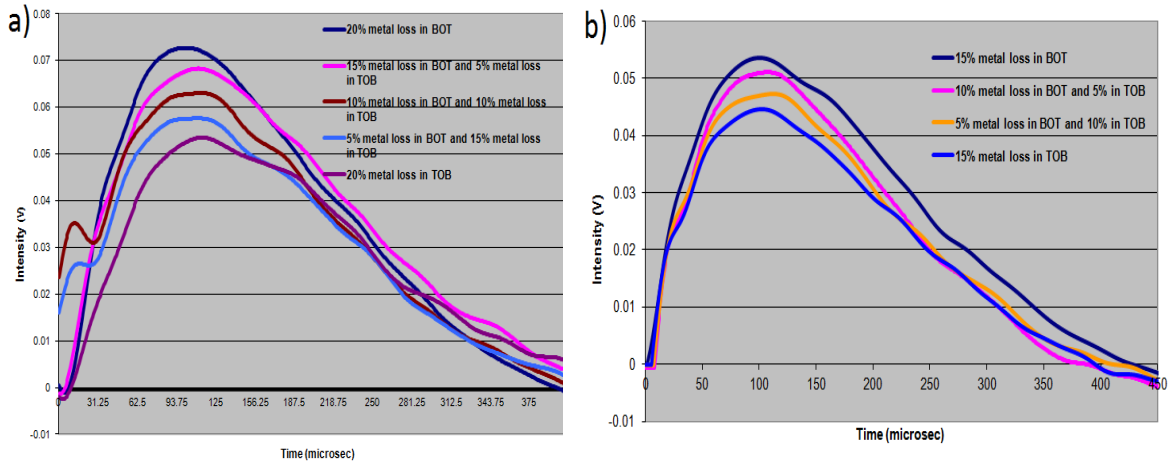 a)
0.08
0.07
0.06
0.05
0.04
0.03
0.02
0.01
0
-0.01
Intensity (V)
20% metal loss in BOT
15% metal loss in BOT and 5% metal loss
in TOB
10% metal loss in BOT and 10% metal loss
in TOB
5% metal loss in BOT and 15% metal loss
in TOB
20% metal loss in TOB
0 31.25 62.5 93.75 125 156.25 187.5 218.75 250 281.25 312.5 343.75 375
Time (microsec)
b)
0.06
0.05
0.04
0.03
0.02
0.01
0
-0.01
Intensity (V)
15% metal loss in BOT
10% metal loss in BOT and 5% in TOB
5% metal loss in BOT and 10% in TOB
15% metal loss in TOB
0 50 100 150 200 250 300 350 400 450
Time (microsec)